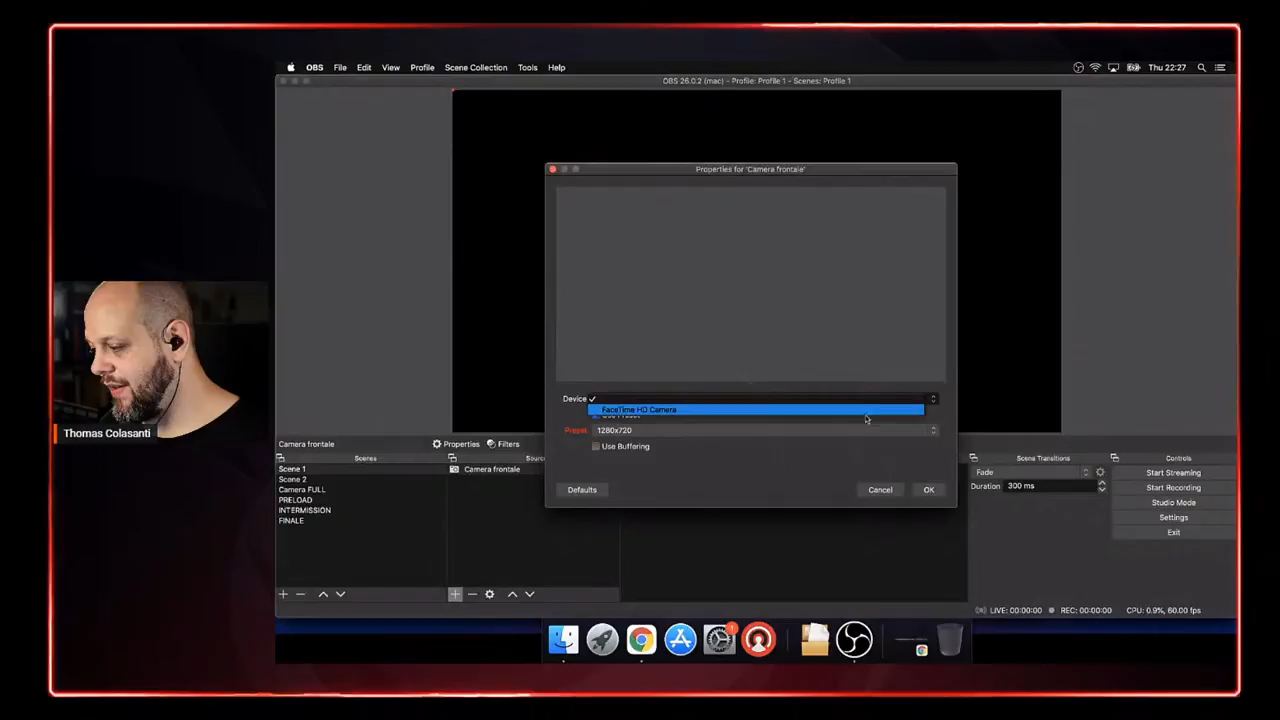 OBS File Edit View Profile Scene Collection Tools Help Thu 22:27
OBS 26.0.2 (mac) - Profile: Profile 1 - Scenes: Profile 1
Properties for 'Camera frontale'
Device
FaceTime HD Camera
Preset 1280x720
Use Buffering
Defaults Cancel OK
Thomas Colasanti
Camera frontale Properties Filters
Scenes
Scene 1
Scene 2
Camera FULL
PRELOAD
INTERMISSION
FINALE
Camera frontale
Scene Transitions
Fade
Duration 300 ms
Controls
Start Streaming
Start Recording
Studio Mode
Settings
Exit
LIVE: 00:00:00 REC: 00:00:00 CPU: 0.9%, 60.00 fps
1